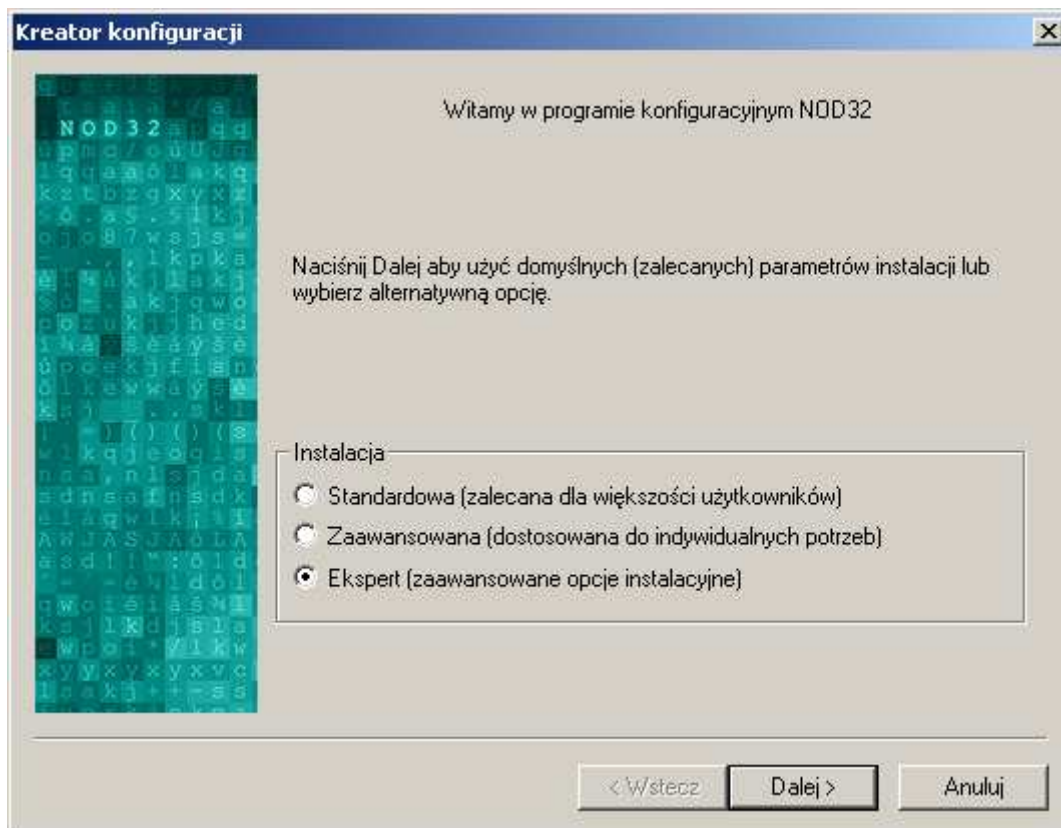 Kreator konfiguracji
NOD32
Witamy w programie konfiguracyjnym NOD32
Naciśnij Dalej aby użyć domyślnych (zalecanych) parametrów instalacji lub
wybierz alternatywną opcję.
Instalacja
Standardowa (zalecana dla większości użytkowników)
Zaawansowana (dostosowana do indywidualnych potrzeb)
Ekspert (zaawansowane opcje instalacyjne)
< Wstecz
Dalej >
Anuluj